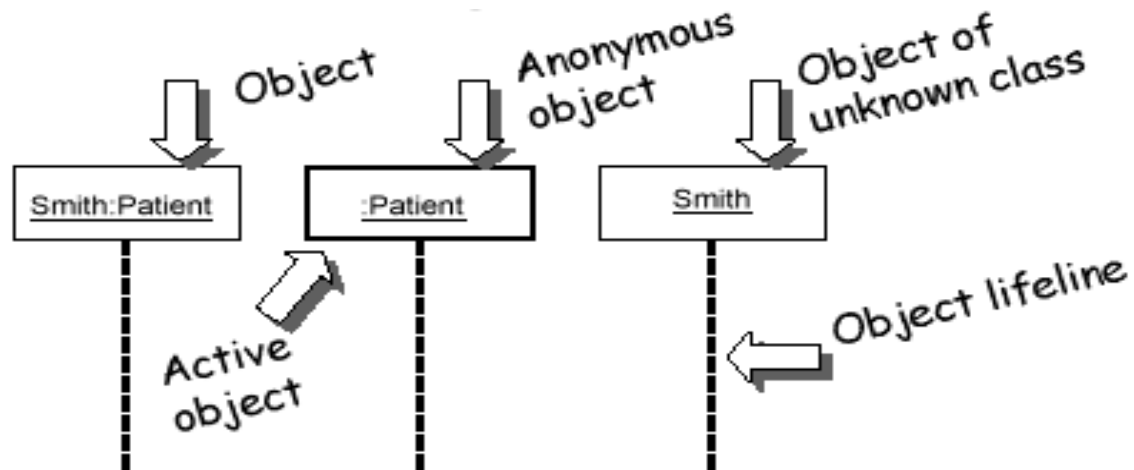 Object
Anonymous
object
Object of
unknown class
Smith:Patient
:Patient
Smith
Active
object
Object lifeline